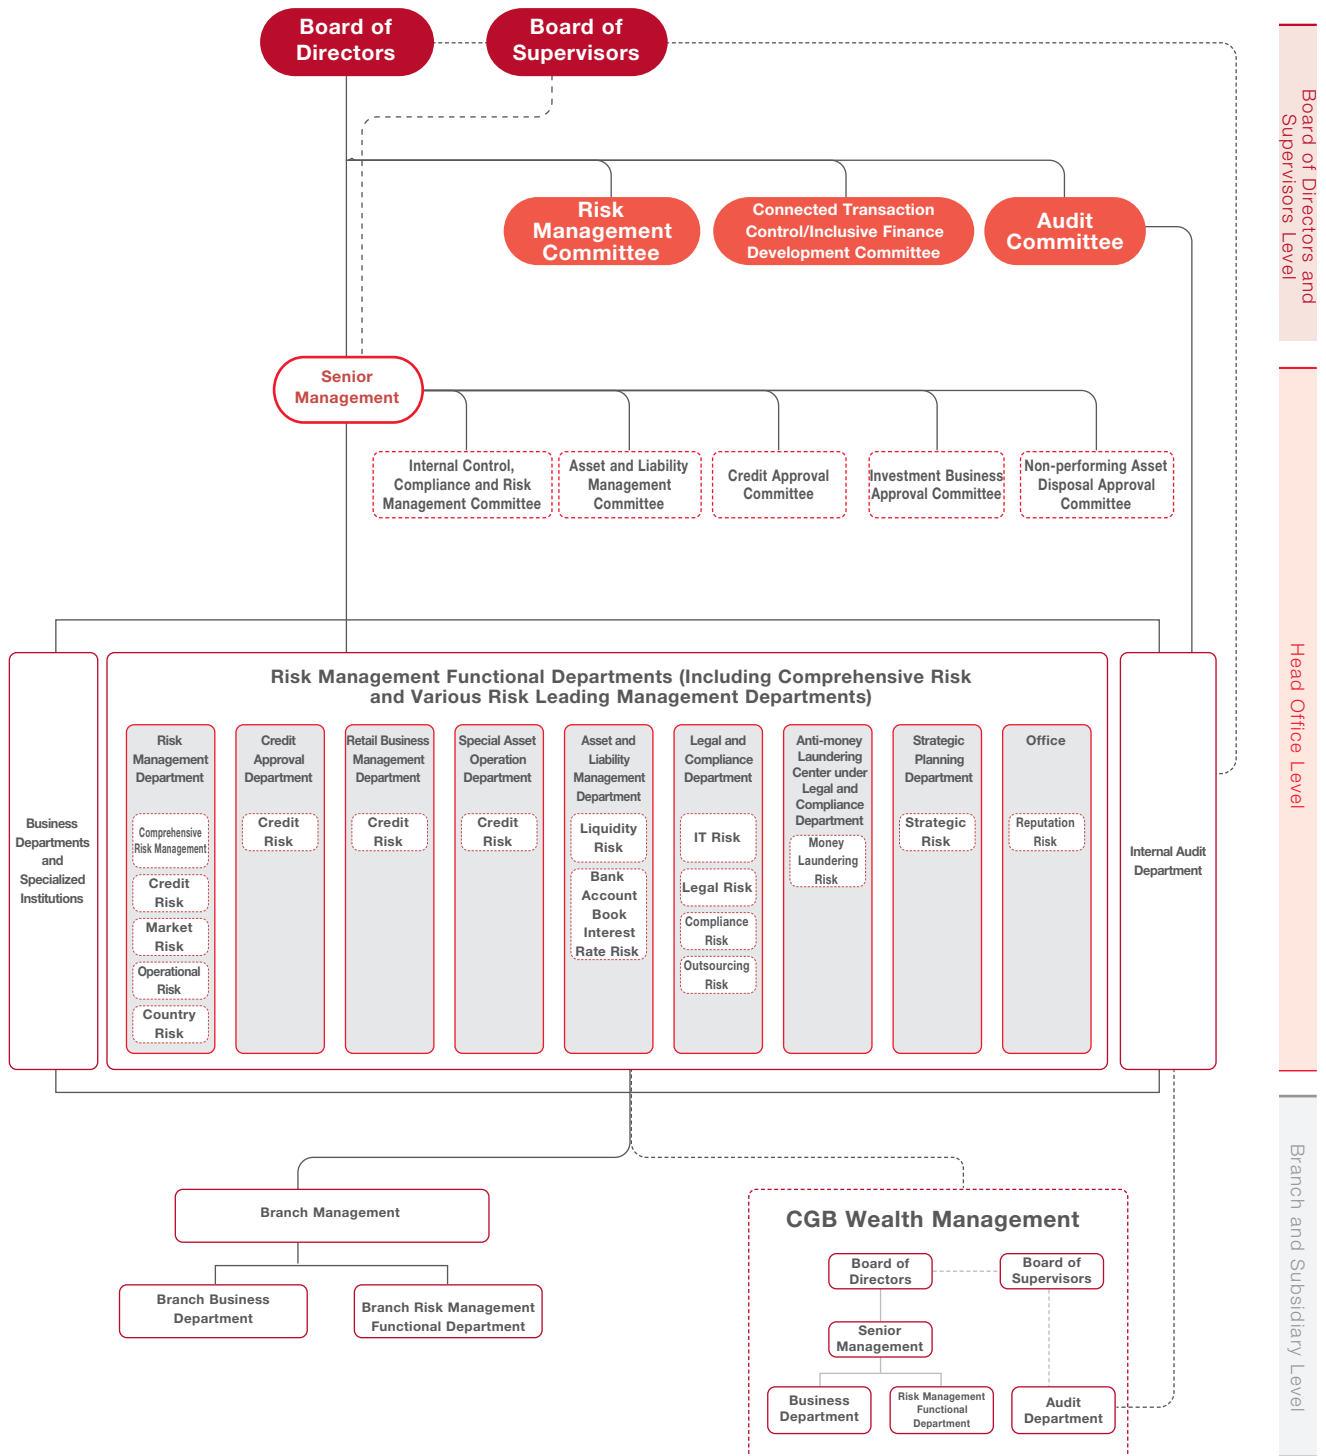 Board of
Directors
Board of
Supervisors
Board of Directors and
Supervisors Level
Risk
Management
Committee
Connected Transaction
Control/Inclusive Finance
Development Committee
Audit
Committee
Senior
Management
Internal Control,
Compliance and Risk
Management Committee
Asset and Liability
Management
Committee
Credit Approval
Committee
Investment Business
Approval Committee
Non-performing Asset
Disposal Approval
Committee
Head Office Level
Business
Departments
and
Specialized
Institutions
Risk Management Functional Departments (Including Comprehensive Risk
and Various Risk Leading Management Departments)
Risk
Management
Department
Comprehensive
Risk Management
Credit
Risk
Market
Risk
Operational
Risk
Country
Risk
Credit
Approval
Department
Credit
Risk
Retail Business
Management
Department
Credit
Risk
Special Asset
Operation
Department
Credit
Risk
Asset and
Liability
Management
Department
Liquidity
Risk
Bank
Account
Book
Interest
Rate Risk
Legal and
Compliance
Department
IT Risk
Legal Risk
Compliance
Risk
Outsourcing
Risk
Anti-money
Laundering
Center under
Legal and
Compliance
Department
Money
Laundering
Risk
Strategic
Planning
Department
Strategic
Risk
Office
Reputation
Risk
Internal Audit
Department
Branch and Subsidiary Level
Branch Management
Branch Business
Department
Branch Risk Management
Functional Department
CGB Wealth Management
Board of
Directors
Board of
Supervisors
Senior
Management
Business
Department
Risk Management
Functional
Department
Audit
Department